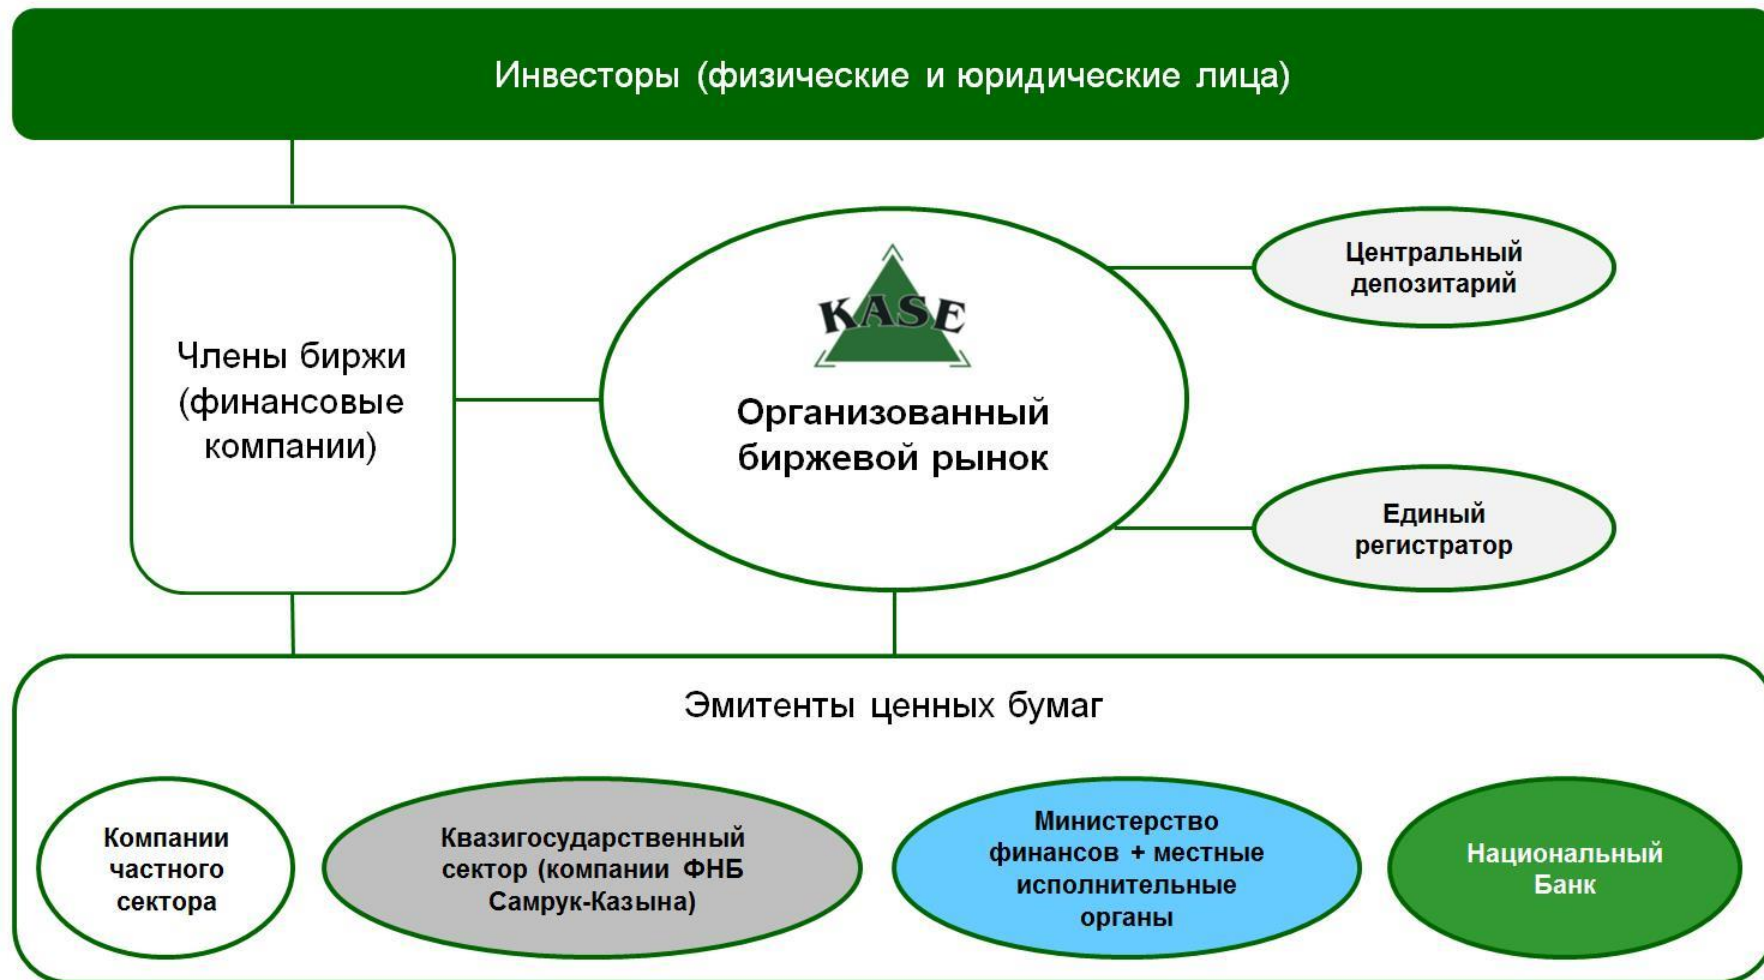 Инвесторы (физические и юридические лица)
Члены биржи
(финансовые
компании)
KASE
Организованный
биржевой рынок
Центральный
депозитарий
Единый
регистратор
Эмитенты ценных бумаг
Компании
частного
сектора
Квазигосударственный
сектор (компании ФНБ
Самрук-Казына)
Министерство
финансов + местные
исполнительные
органы
Национальный
Банк